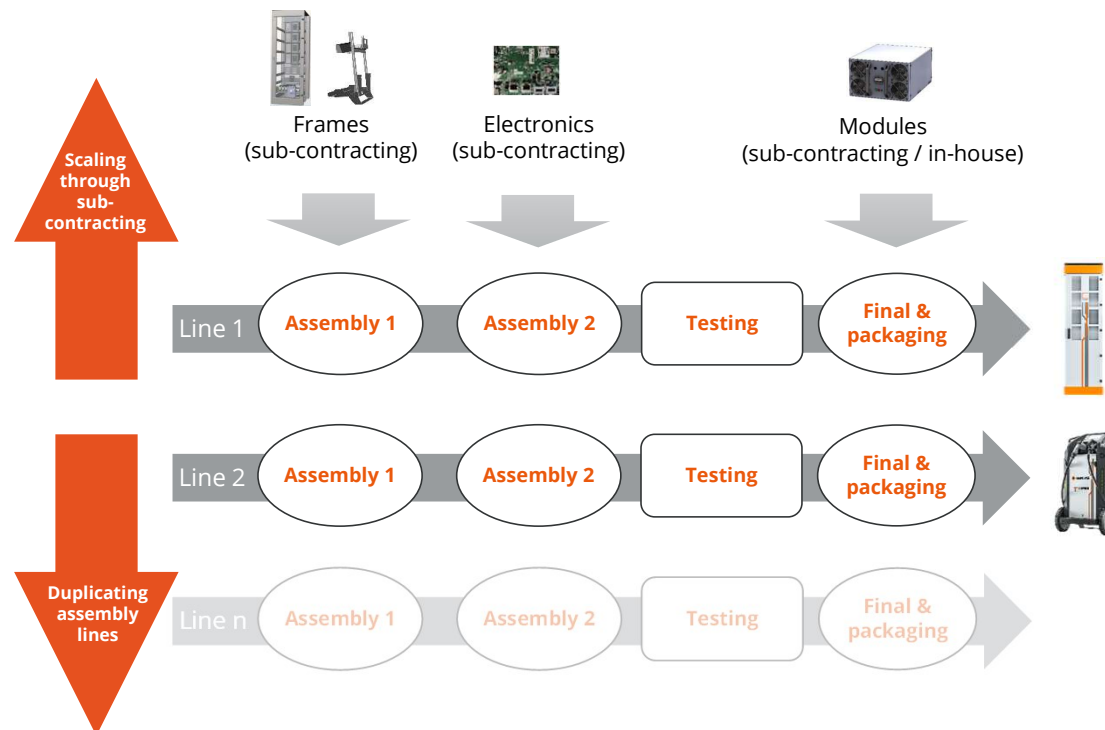 Frames
(sub-contracting)
Electronics
(sub-contracting)
Modules
(sub-contracting / in-house)
Scaling
through
sub-
contracting
Line 1
Assembly 1
Assembly 2
Testing
Final &
packaging
Line 2
Assembly 1
Assembly 2
Testing
Final &
packaging
Duplicating
assembly
lines
Line n
Assembly 1
Assembly 2
Testing
Final &
packaging